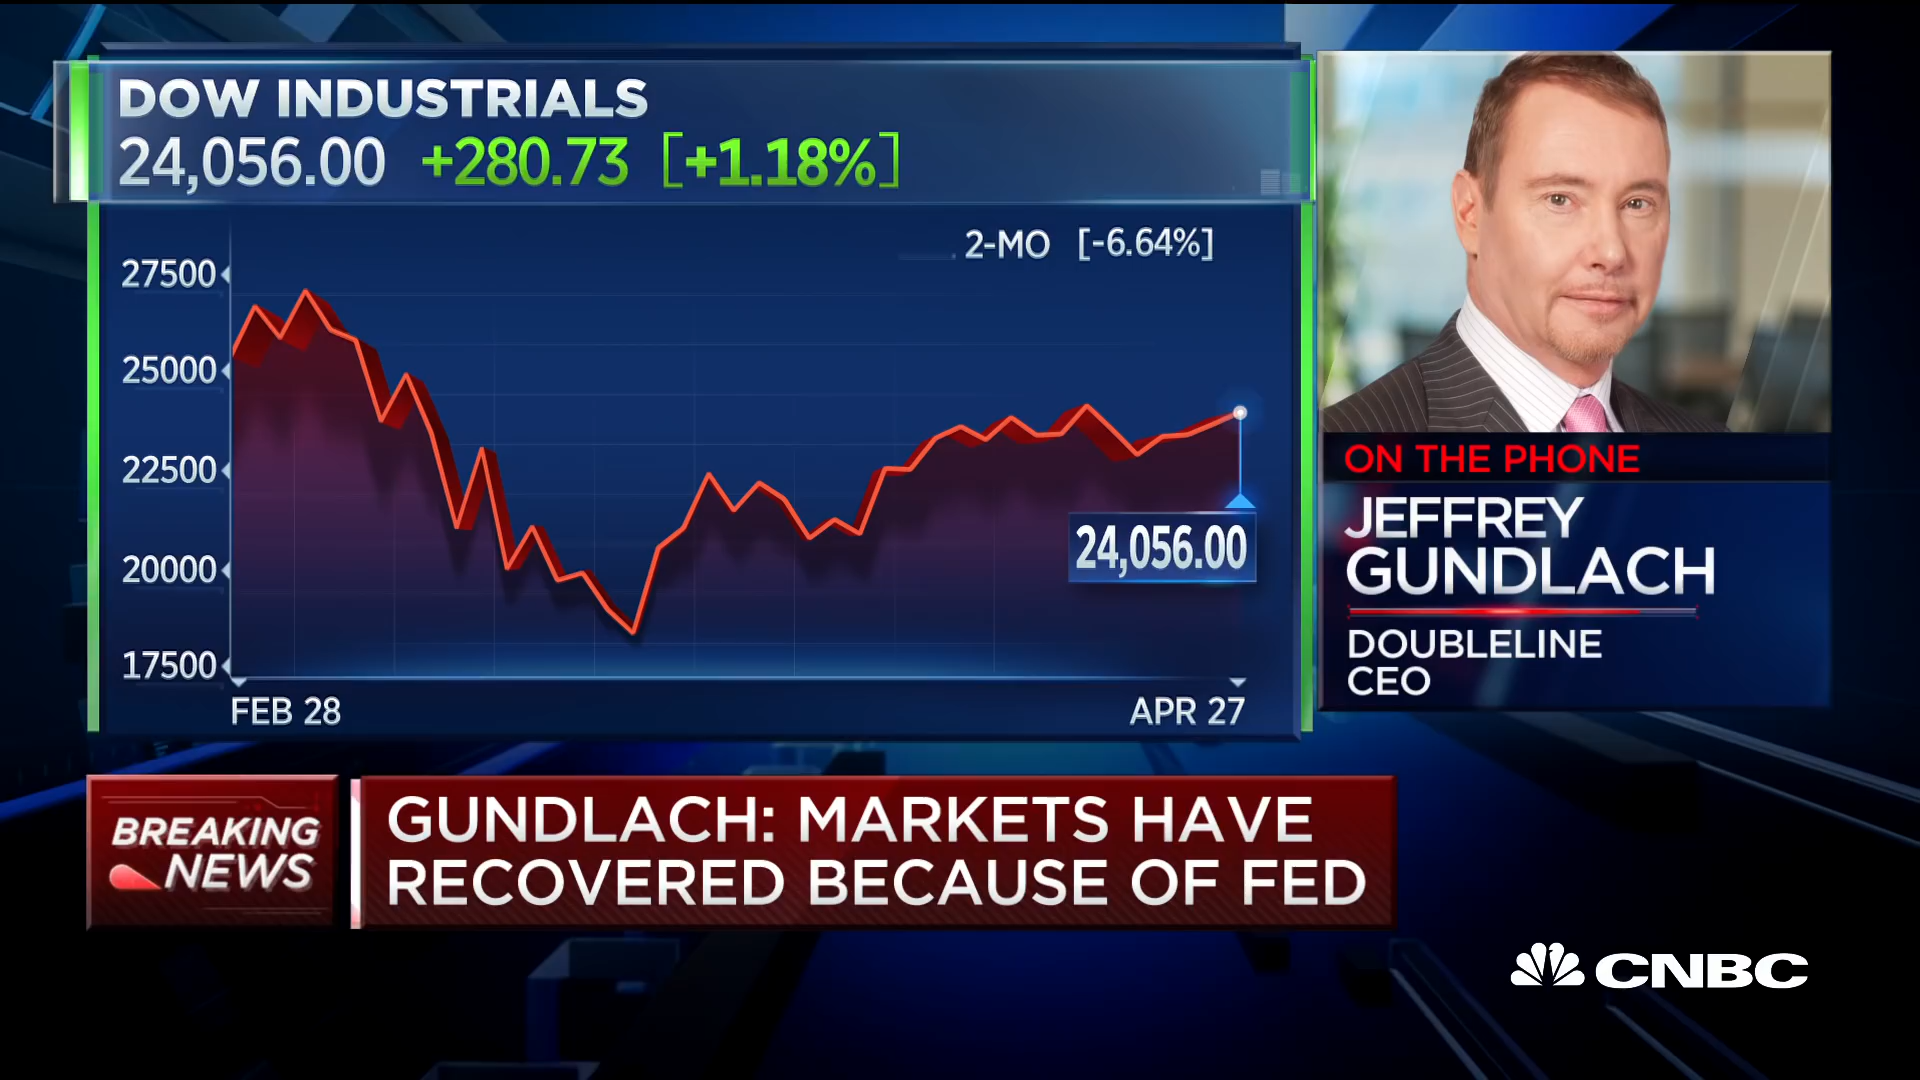 DOW INDUSTRIALS
24,056.00 +280.73 [+1.18%]
2-MO [-6.64%]
27500
25000
22500
20000
17500
FEB 28
APR 27
24,056.00
ON THE PHONE
JEFFREY
GUNDLACH
DOUBLELINE
CEO
BREAKING
NEWS
GUNDLACH: MARKETS HAVE
RECOVERED BECAUSE OF FED
CNBC